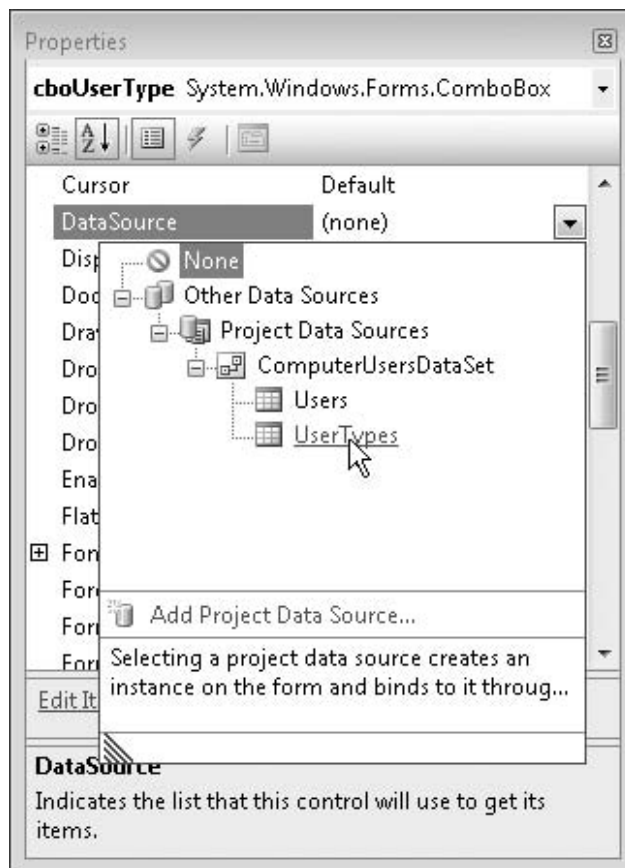 Properties
cboUserType System.Windows.Forms.ComboBox
A
Z
Cursor Default
DataSource (none)
Disp
None
Doc
Other Data Sources
Dra
Project Data Sources
Dro
ComputerUsersDataSet
Dro
Users
Dro
UserTypes
Ena
Flat
Fon
Fore
Add Project Data Source...
Forr
Forr
Selecting a project data source creates an
instance on the form and binds to it throug...
Edit It
DataSource
Indicates the list that this control will use to get its
items.